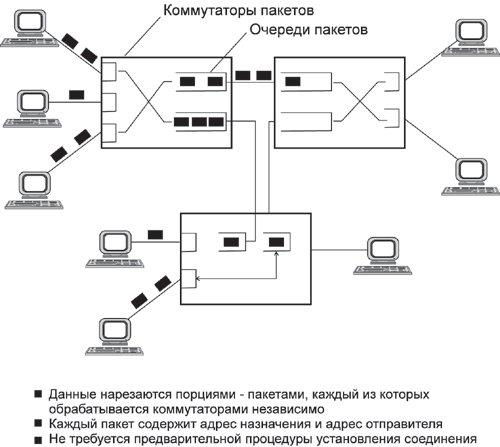 Коммутаторы пакетов
Очереди пакетов
Данные нарезаются порциями - пакетами, каждый из которых
обрабатывается коммутаторами независимо
Каждый пакет содержит адрес назначения и адрес отправителя
Не требуется предварительной процедуры установления соединения